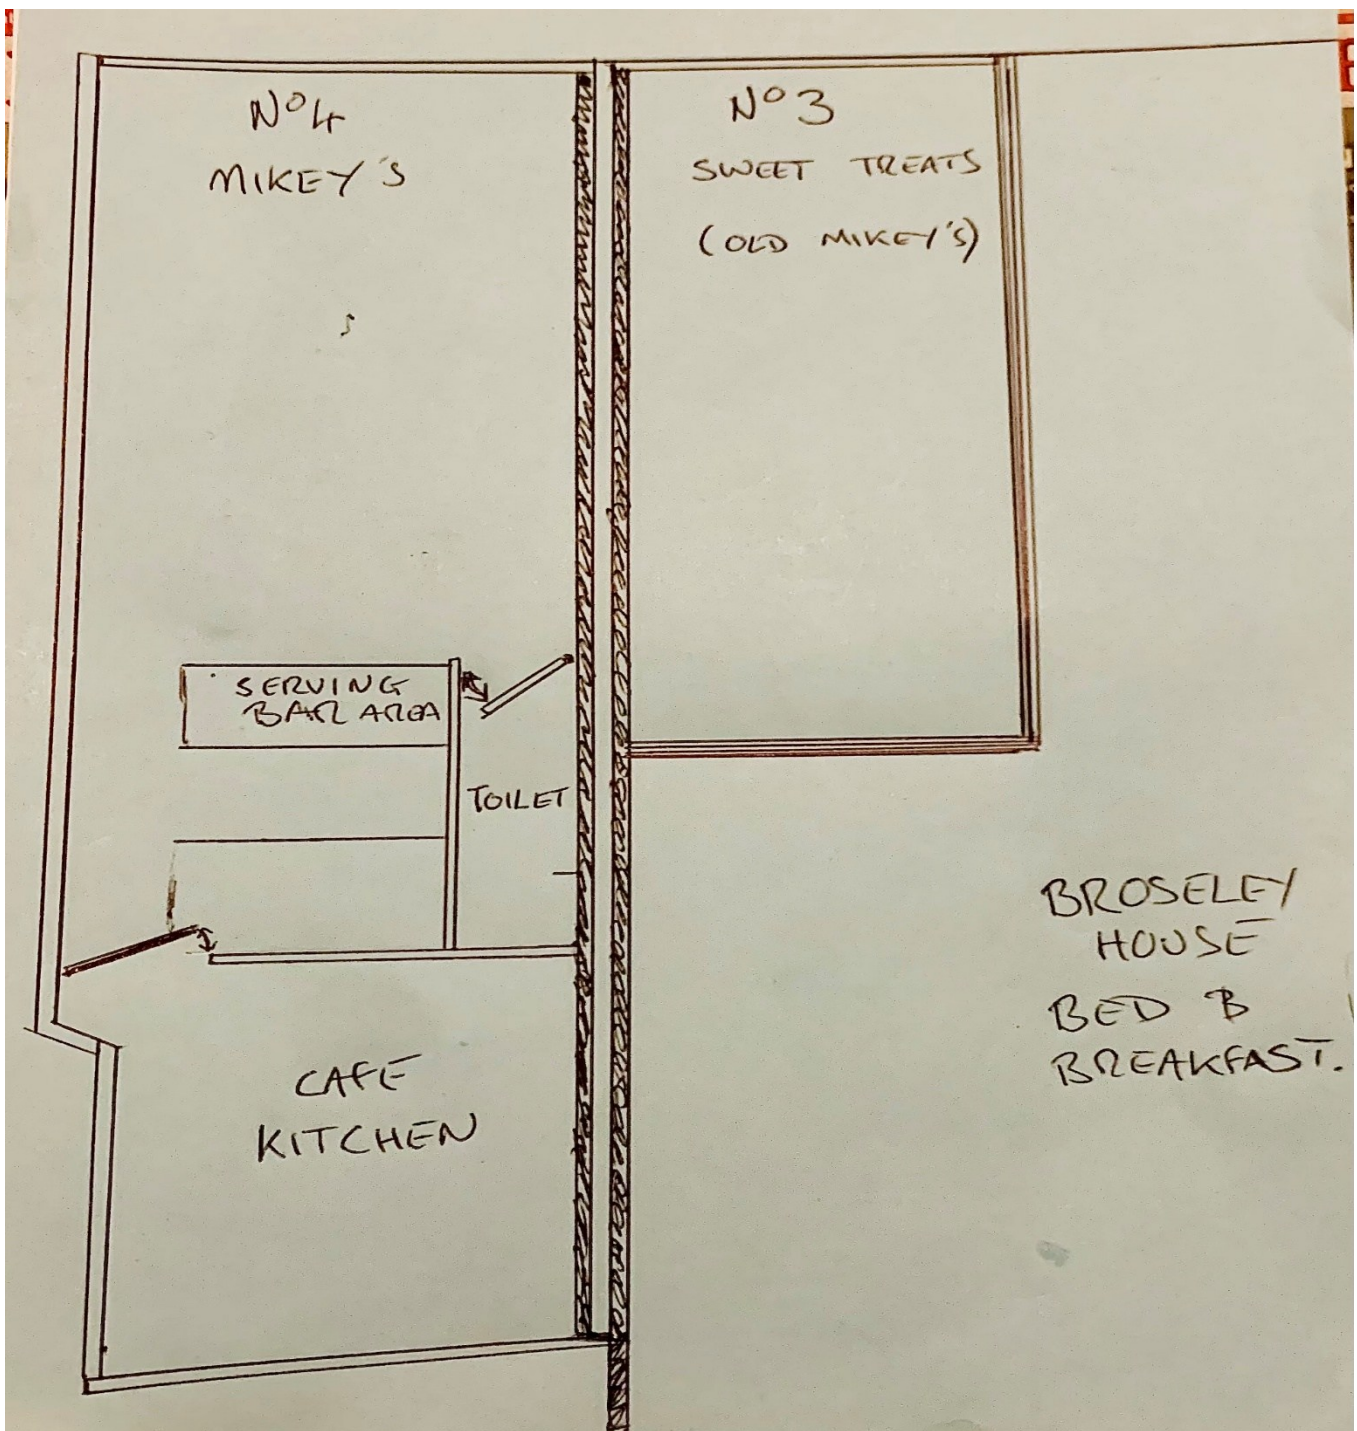 Nº4
MIKEY'S
Nº3
SWEET TREATS
(OLD MIKEY'S)
SERVING
BAR AREA
TOILET
CAFE
KITCHEN
BROSELEY
HOUSE
BED B
BREAKFAST.